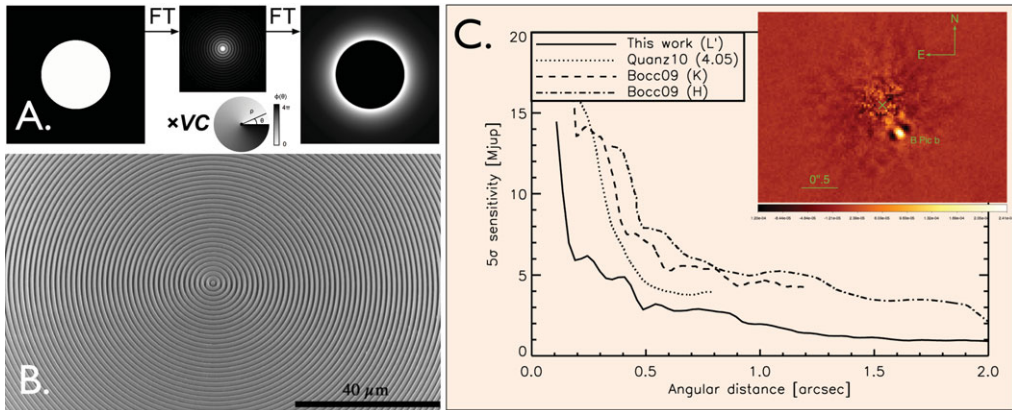 FT
FT
A.
×VC
ϕ(θ)
4π
0
ρ
θ
B.
40 μm
C.
20
15
10
5
0
5σ sensitivity [Mjup]
0.0 0.5 1.0 1.5 2.0
Angular distance [arcsec]
This work (L')
Quanz10 (4.05)
Bocc09 (K)
Bocc09 (H)
N
E
β Pic b
0".5